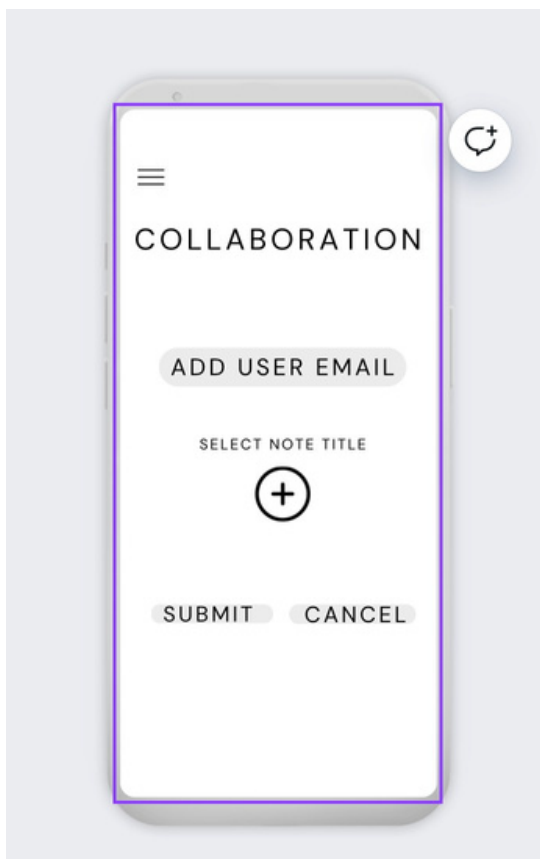 COLLABORATION
ADD USER EMAIL
SELECT NOTE TITLE
SUBMIT CANCEL